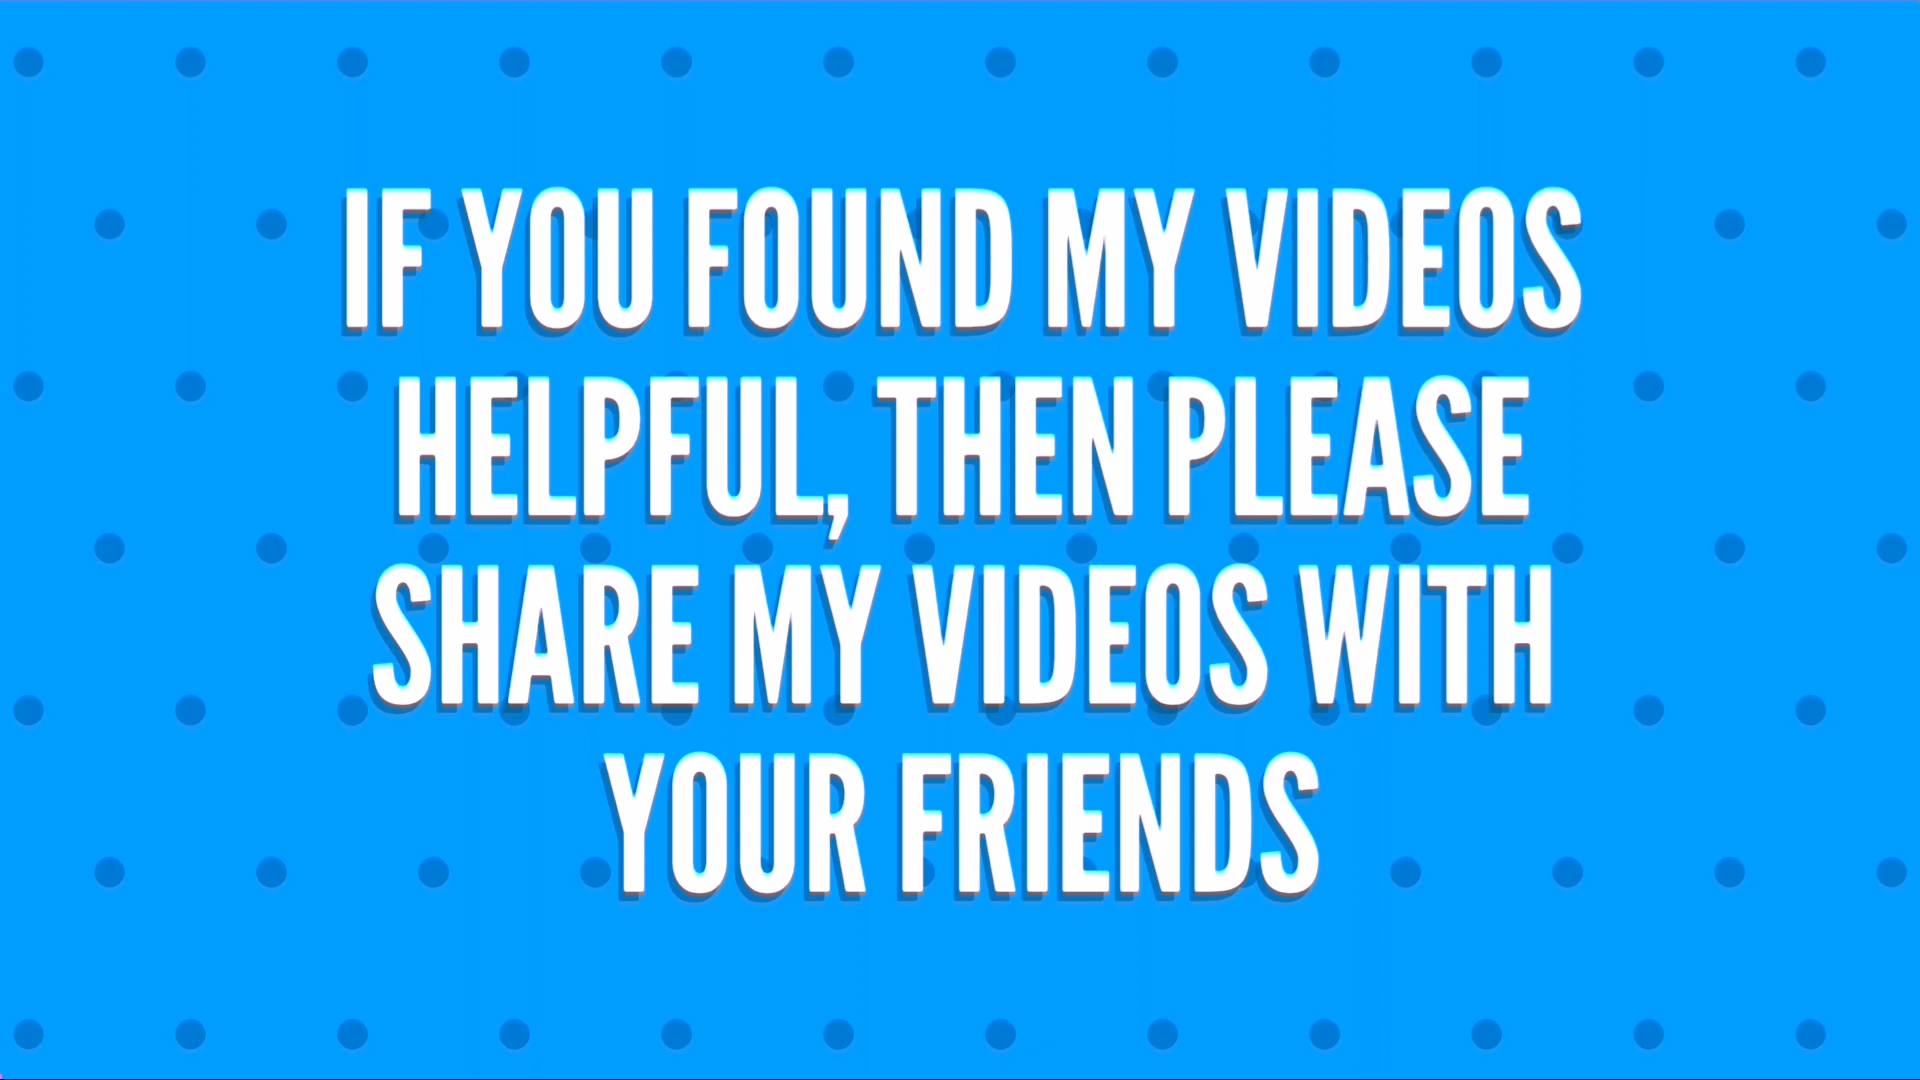 IF YOU FOUND MY VIDEOS
HELPFUL, THEN PLEASE
SHARE MY VIDEOS WITH
YOUR FRIENDS